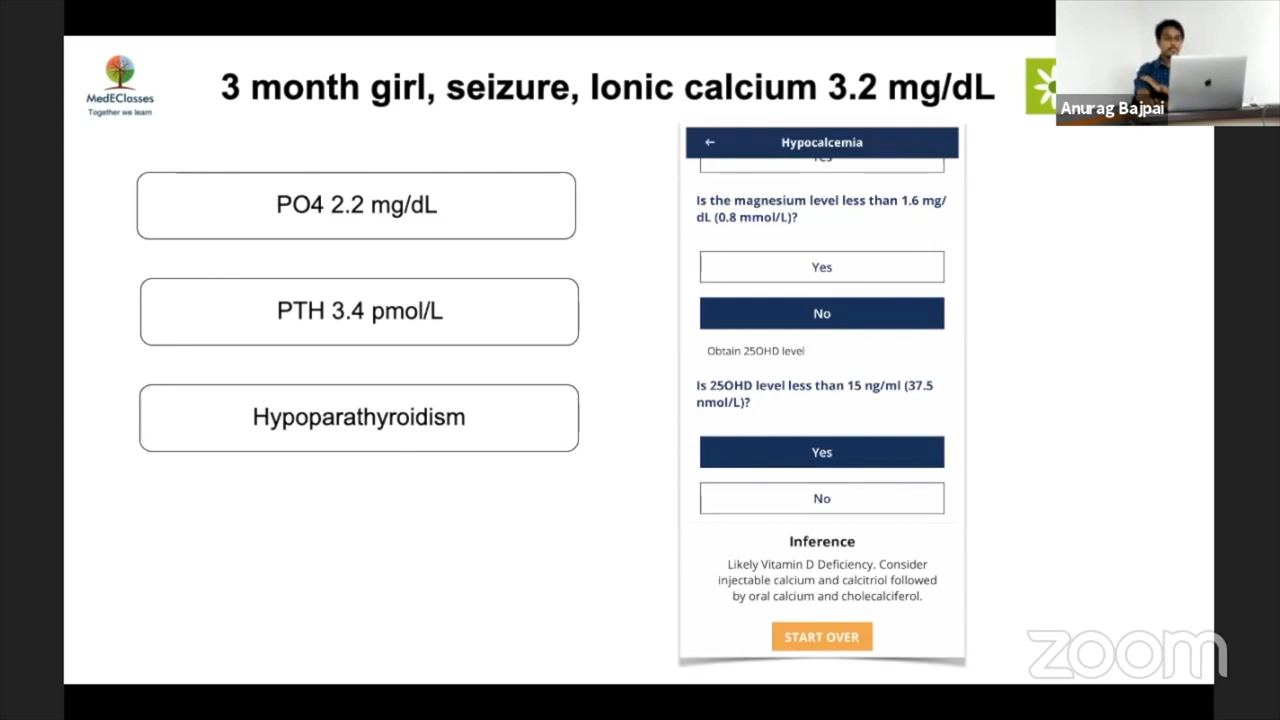 3 month girl, seizure, Ionic calcium 3.2 mg/dL
MedEClasses
Together we learn
Anurag Bajpai
PO4 2.2 mg/dL
PTH 3.4 pmol/L
Hypoparathyroidism
Hypocalcemia
Yes
Is the magnesium level less than 1.6 mg/
dL (0.8 mmol/L)?
Yes
No
Obtain 25OHD level
Is 25OHD level less than 15 ng/ml (37.5
nmol/L)?
Yes
No
Inference
Likely Vitamin D Deficiency. Consider
injectable calcium and calcitriol followed
by oral calcium and cholecalciferol.
START OVER
zoom